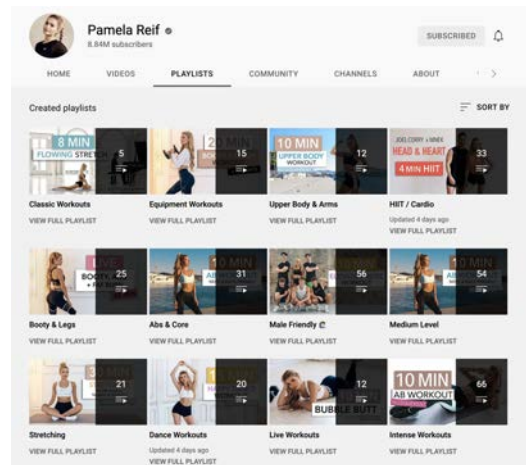 Pamela Reif
8.84M subscribers
SUBSCRIBED
HOME VIDEOS PLAYLISTS COMMUNITY CHANNELS ABOUT
Created playlists
SORT BY
8 MIN
FLOWING STRETCH
5
15
10 MIN
UPPER BODY
WORKOUT
12
JOEL CORRY x MNEK
HEAD & HEART
4 MIN HIIT
33
Classic Workouts
Equipment Workouts
Upper Body & Arms
HIIT / Cardio
Updated 4 days ago
VIEW FULL PLAYLIST
VIEW FULL PLAYLIST
VIEW FULL PLAYLIST
VIEW FULL PLAYLIST
25
31
56
54
Booty & Legs
Abs & Core
Male Friendly
Medium Level
VIEW FULL PLAYLIST
VIEW FULL PLAYLIST
VIEW FULL PLAYLIST
VIEW FULL PLAYLIST
21
20
BUBBLE BUTT
12
10 MIN
AB WORKOUT
66
Stretching
Dance Workouts
Live Workouts
Intense Workouts
VIEW FULL PLAYLIST
Updated 4 days ago
VIEW FULL PLAYLIST
VIEW FULL PLAYLIST
VIEW FULL PLAYLIST